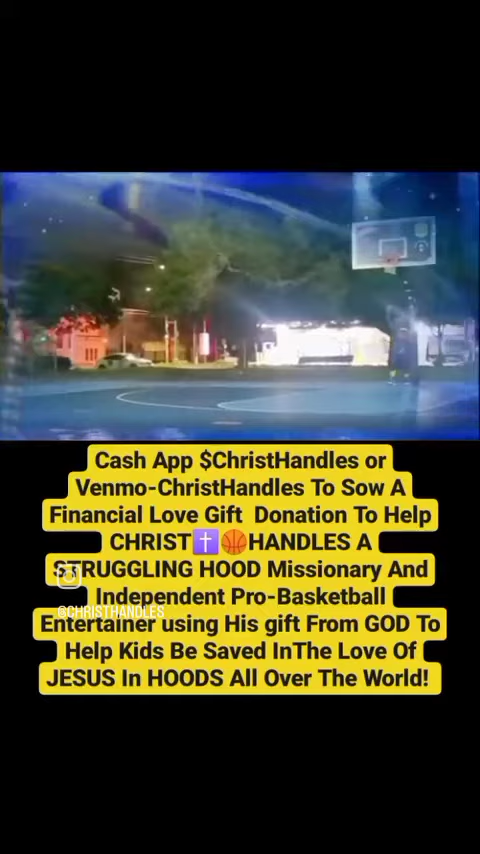 Cash App $ChristHandles or
Venmo-ChristHandles To Sow A
Financial Love Gift Donation To Help
CHRIST✝️🏀HANDLES A
STRUGGLING HOOD Missionary And
Independent Pro-Basketball
@CHRISTHANDLES
Entertainer using His gift From GOD To
Help Kids Be Saved InThe Love Of
JESUS In HOODS All Over The World!